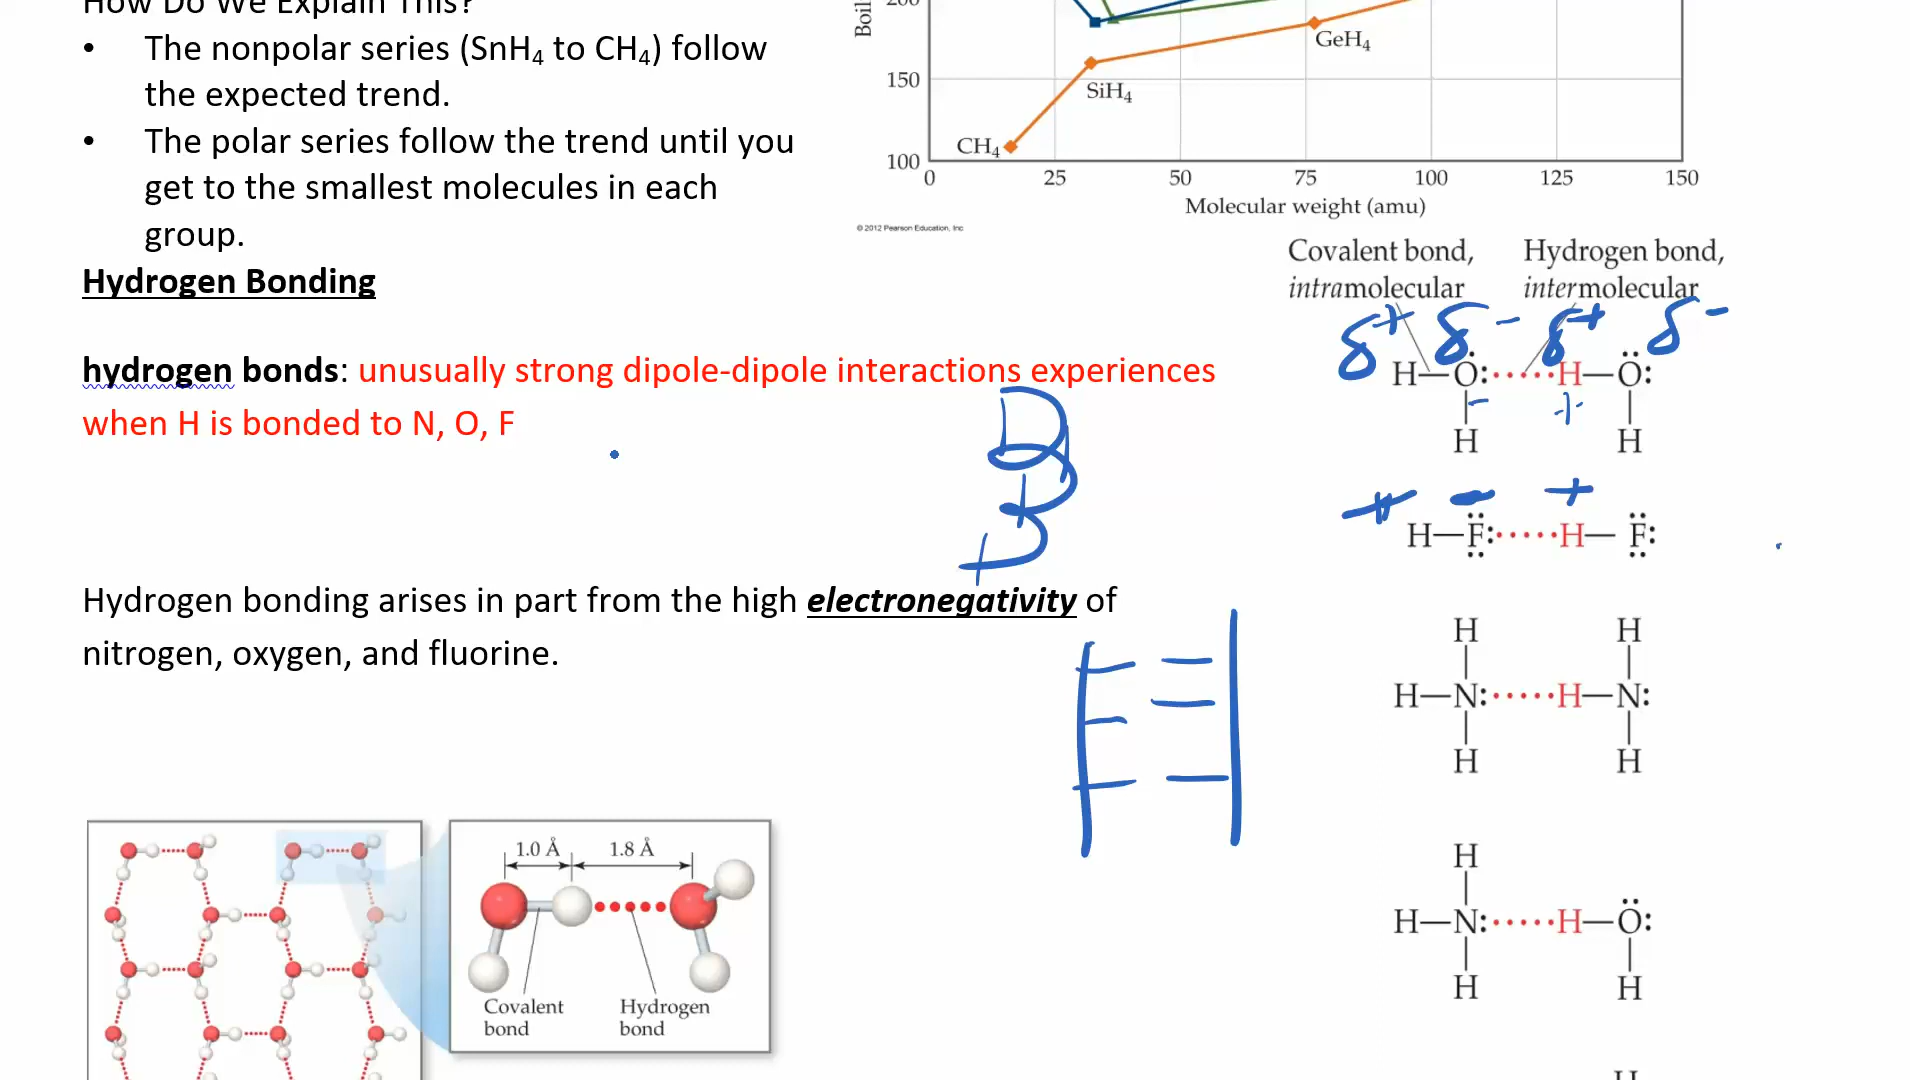 How Do We Explain This?
• The nonpolar series (SnH4 to CH4) follow
the expected trend.
• The polar series follow the trend until you
get to the smallest molecules in each
group.
Hydrogen Bonding
hydrogen bonds: unusually strong dipole-dipole interactions experiences
when H is bonded to N, O, F
Hydrogen bonding arises in part from the high electronegativity of
nitrogen, oxygen, and fluorine.
1.0 Å 1.8 Å
Covalent
bond
Hydrogen
bond
Boil
200
150
100
GeH4
SiH4
CH4
0 25 50 75 100 125 150
Molecular weight (amu)
© 2012 Pearson Education, Inc
Covalent bond,
intramolecular
Hydrogen bond,
intermolecular
δ+ δ- δ+ δ-
H—O:·····H—O:
- +
H H
+ - +
H—F:·····H—F:
H H
H—N:·····H—N:
H H
H
H—N:·····H—O:
H H
H